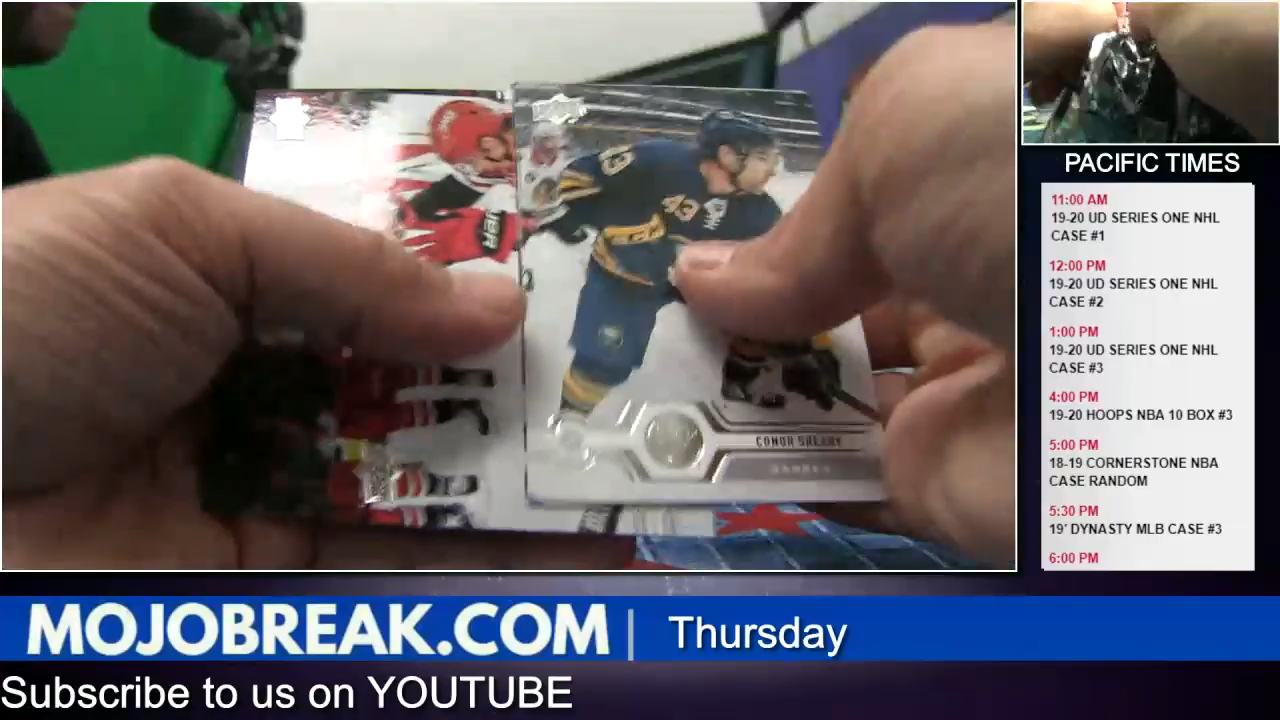 43
43
CONOR SHEARY
SABRES
PACIFIC TIMES
11:00 AM
19-20 UD SERIES ONE NHL
CASE #1
12:00 PM
19-20 UD SERIES ONE NHL
CASE #2
1:00 PM
19-20 UD SERIES ONE NHL
CASE #3
4:00 PM
19-20 HOOPS NBA 10 BOX #3
5:00 PM
18-19 CORNERSTONE NBA
CASE RANDOM
5:30 PM
19' DYNASTY MLB CASE #3
6:00 PM
MOJOBREAK.COM | Thursday
Subscribe to us on YOUTUBE